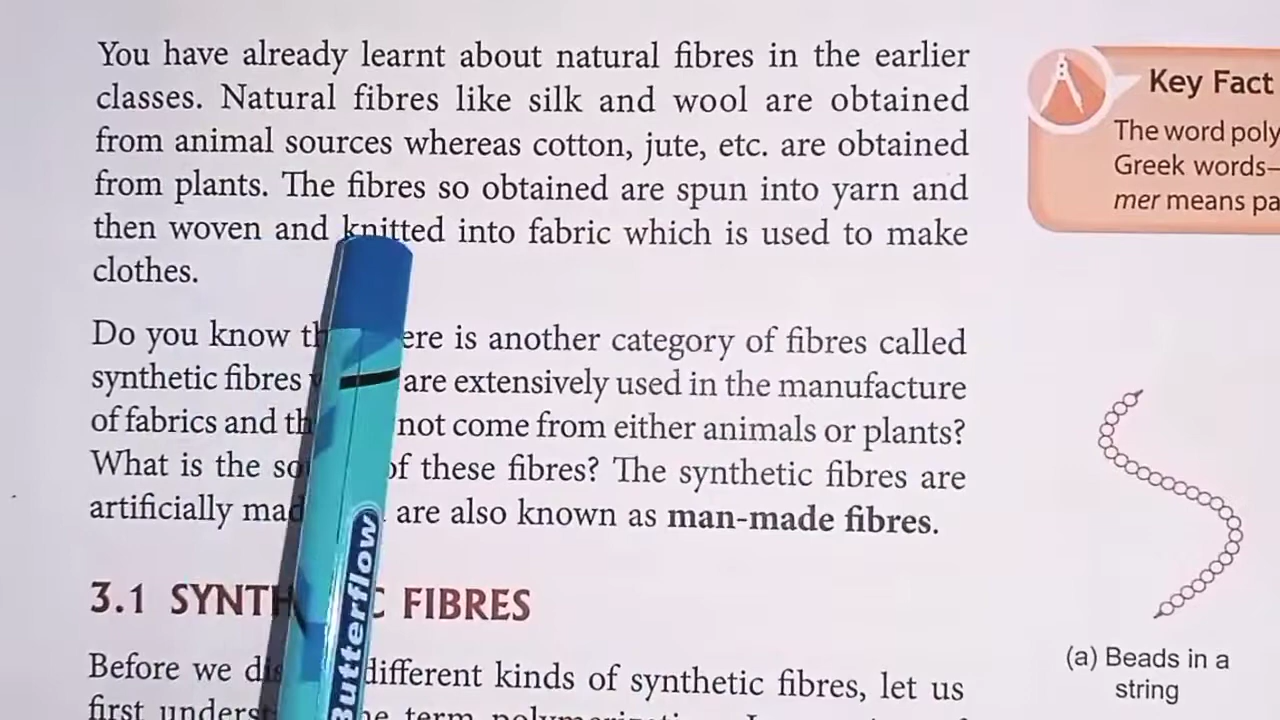 You have already learnt about natural fibres in the earlier
classes. Natural fibres like silk and wool are obtained
from animal sources whereas cotton, jute, etc. are obtained
from plants. The fibres so obtained are spun into yarn and
then woven and knitted into fabric which is used to make
clothes.
Do you know ere is another category of fibres called
synthetic fibres are extensively used in the manufacture
of fabrics and not come from either animals or plants?
What is the of these fibres? The synthetic fibres are
artificially are also known as man-made fibres.
3.1 FIBRES
Before we different kinds of synthetic fibres, let us
first term
Butterflow
Key Fact
The word poly
Greek words–
mer means pa
(a) Beads in a
string